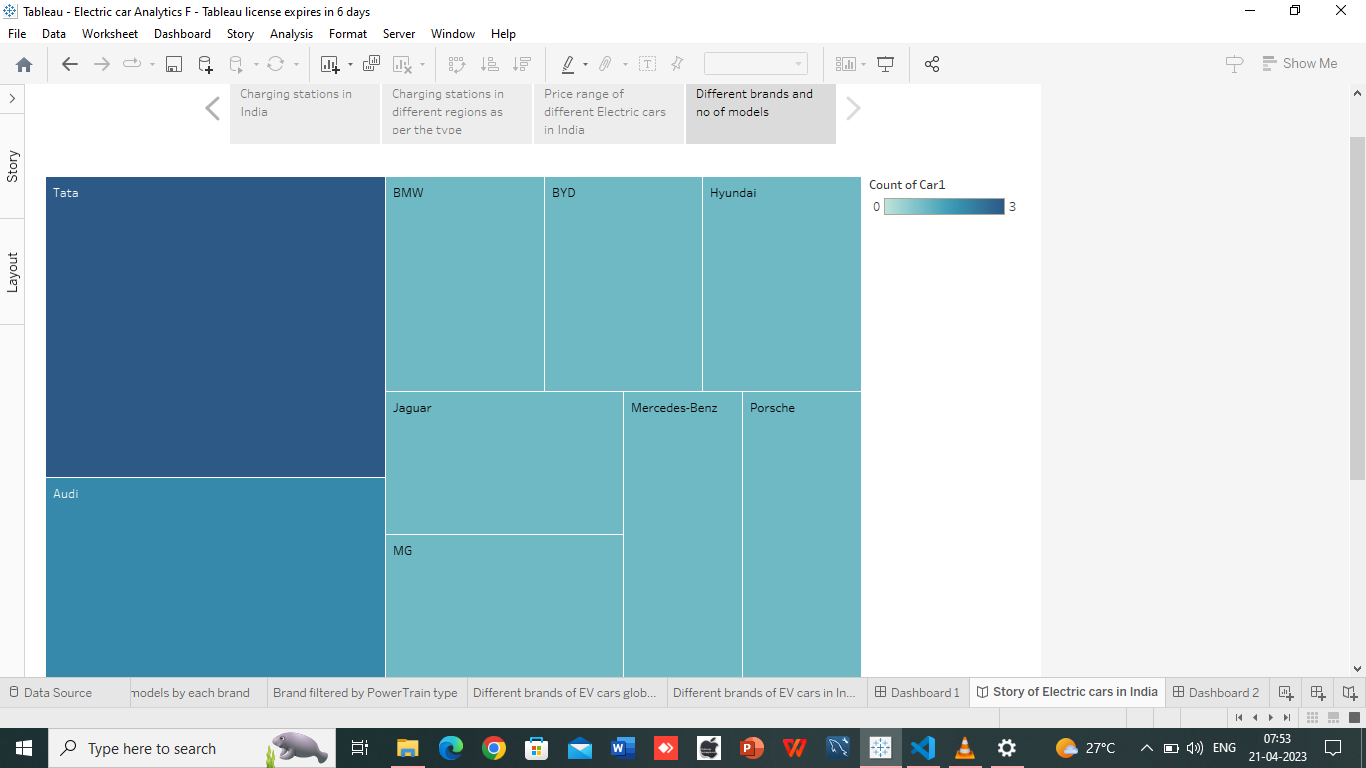 Tableau - Electric car Analytics F - Tableau license expires in 6 days
File Data Worksheet Dashboard Story Analysis Format Server Window Help
Show Me
Story
Layout
Charging stations in
India
Charging stations in
different regions as
per the type
Price range of
different Electric cars
in India
Different brands and
no of models
Tata
BMW
BYD
Hyundai
Count of Car1
0 3
Jaguar
Mercedes-Benz
Porsche
Audi
MG
Data Source
models by each brand
Brand filtered by PowerTrain type
Different brands of EV cars glob...
Different brands of EV cars in In...
Dashboard 1
Story of Electric cars in India
Dashboard 2
Type here to search
27°C
ENG
07:53
21-04-2023